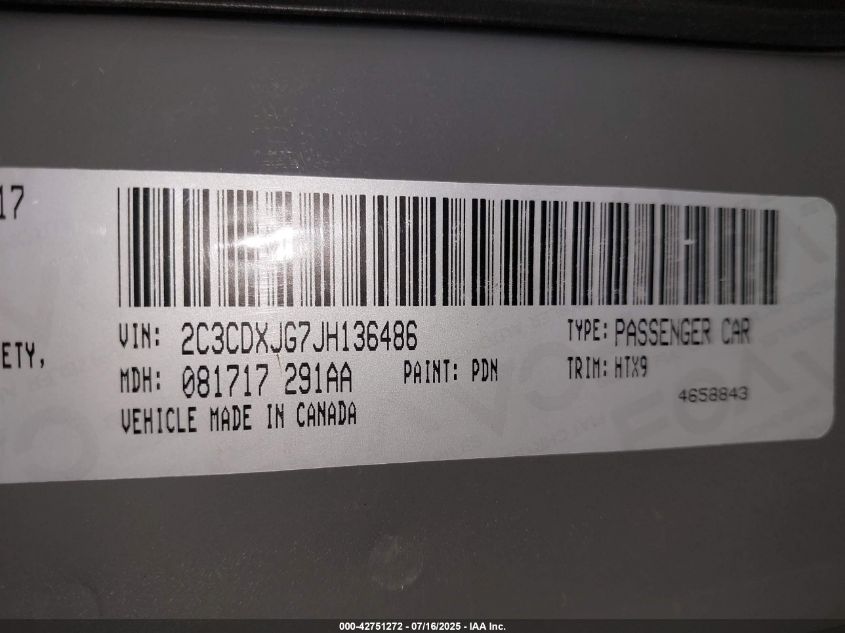 17
ETY,
VIN: 2C3CDXJG7JH136486
TYPE: PASSENGER CAR
MDH: 081717 291AA
PAINT: PDN
TRIM: HTX9
VEHICLE MADE IN CANADA
4658843
000-42751272 - 07/16/2025 - IAA Inc.